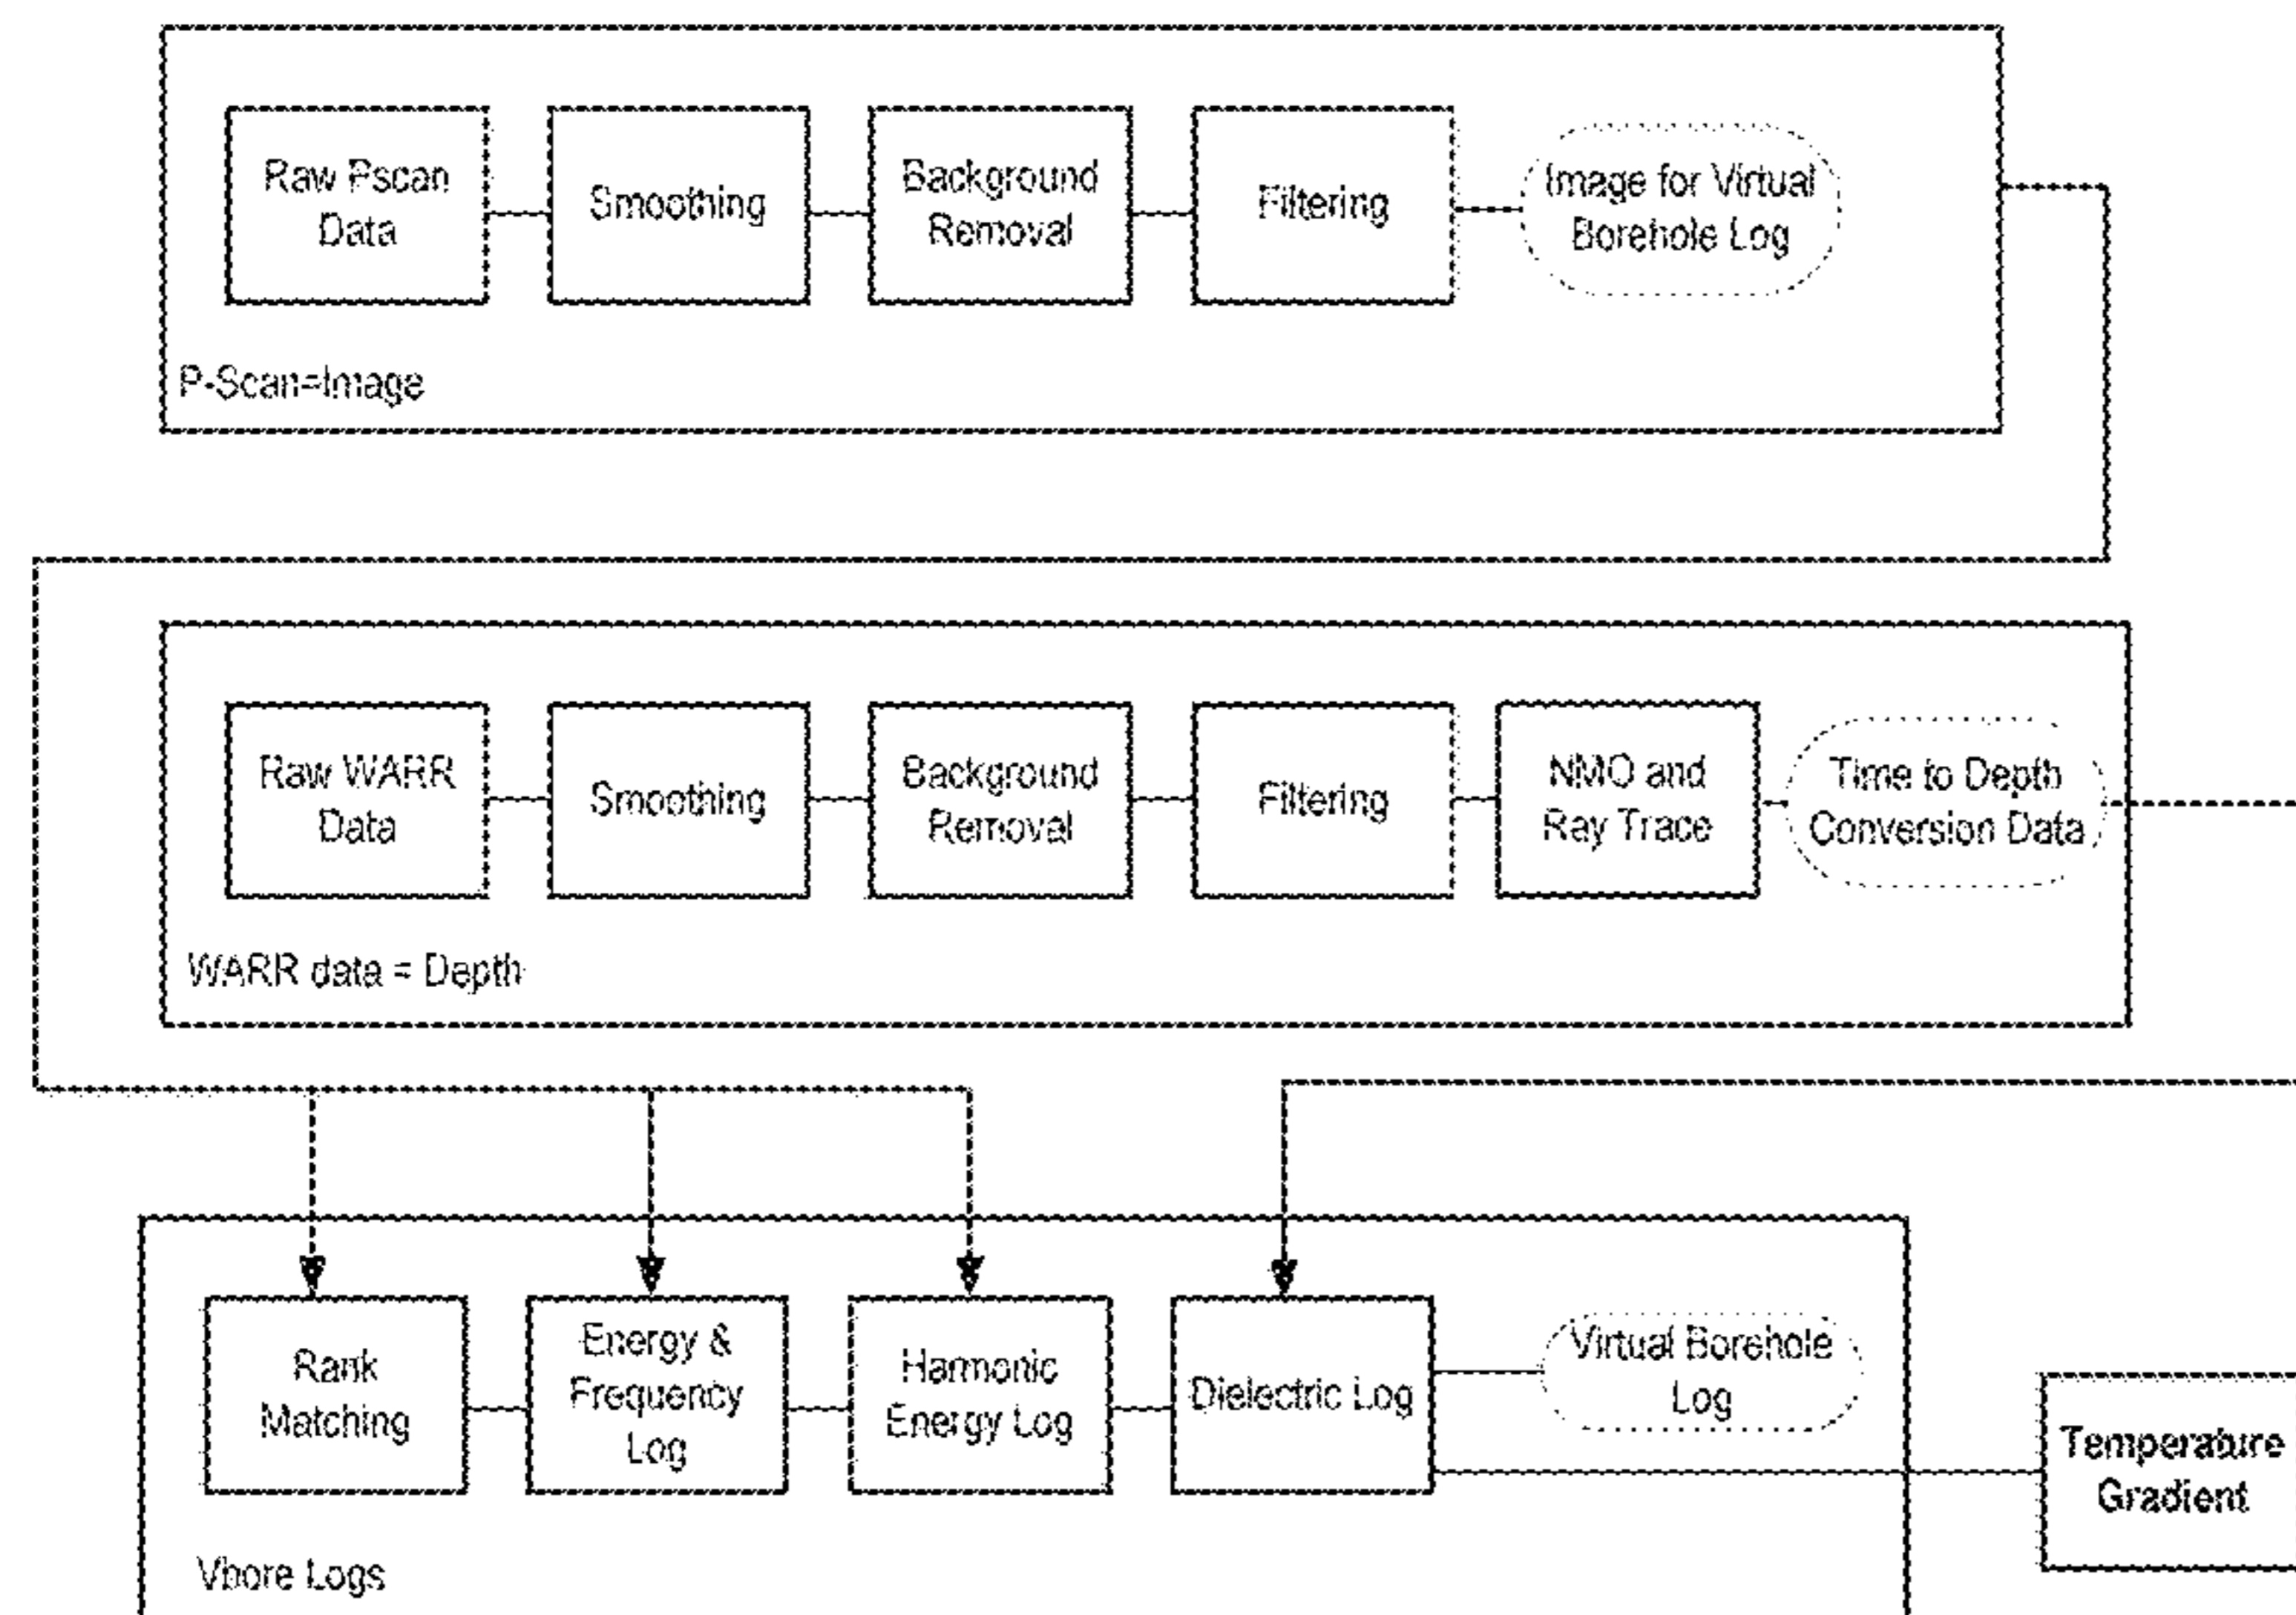 Raw Pscan
Data
Smoothing
Background
Removal
Filtering
Image for Virtual
Borehole Log
P-Scan=Image
Raw WARR
Data
Smoothing
Background
Removal
Filtering
NMO and
Ray Trace
Time to Depth
Conversion Data
WARR data = Depth
Rank
Matching
Energy &
Frequency
Log
Harmonic
Energy Log
Dielectric Log
Virtual Borehole
Log
Temperature
Gradient
Vbore Logs